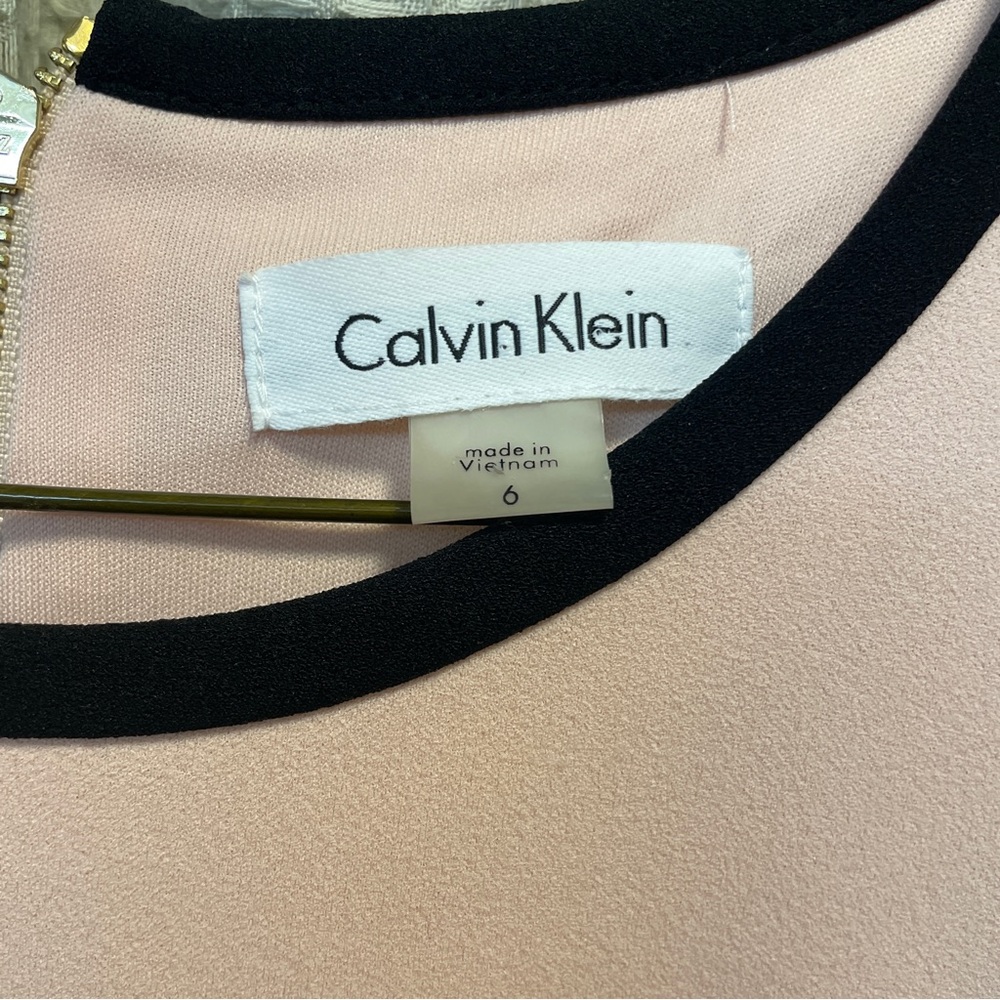 Calvin Klein
made in
Vietnam
6